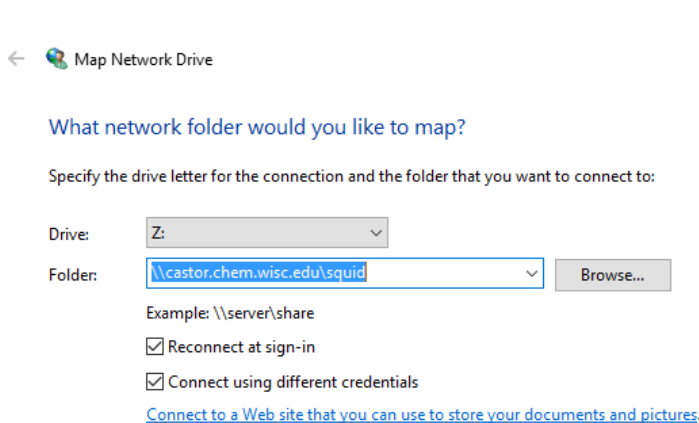 Map Network Drive
What network folder would you like to map?
Specify the drive letter for the connection and the folder that you want to connect to:
Drive: Z:
Folder: \\castor.chem.wisc.edu\squid Browse...
Example: \\server\share
Reconnect at sign-in
Connect using different credentials
Connect to a Web site that you can use to store your documents and pictures.